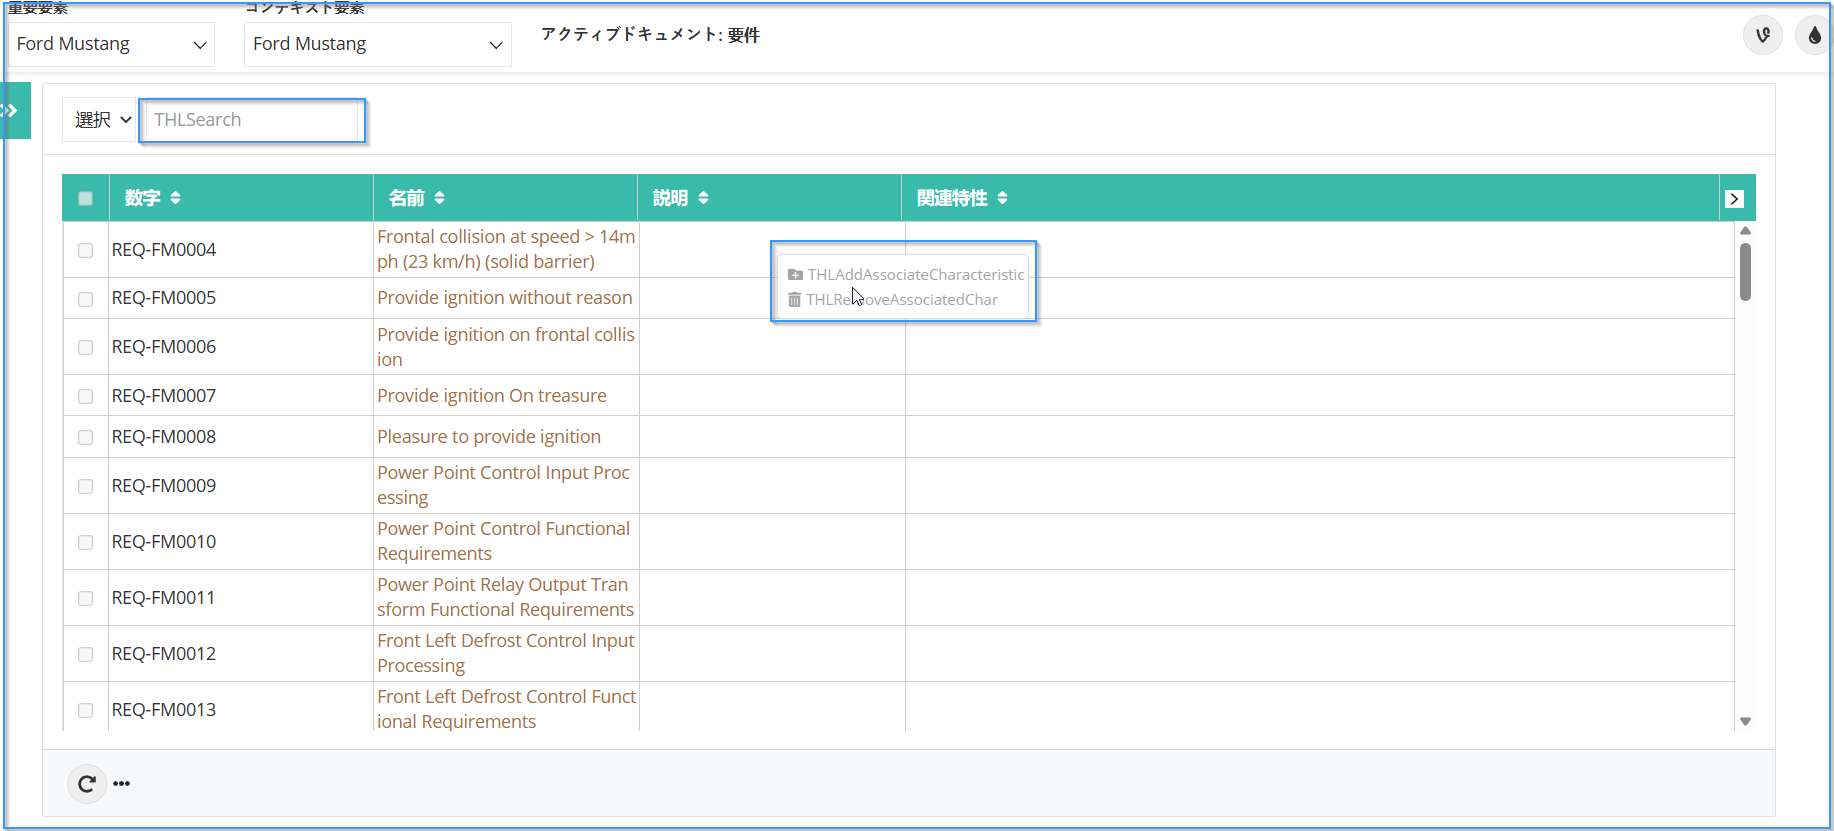 重要要素 コンテキスト要素
Ford Mustang Ford Mustang アクティブドキュメント: 要件
選択 THLSearch
数字 名前 説明 関連特性
REQ-FM0004 Frontal collision at speed > 14m
ph (23 km/h) (solid barrier)
THLAddAssociateCharacteristic
REQ-FM0005 Provide ignition without reason
THLRemoveAssociatedChar
REQ-FM0006 Provide ignition on frontal collis
ion
REQ-FM0007 Provide ignition On treasure
REQ-FM0008 Pleasure to provide ignition
REQ-FM0009 Power Point Control Input Proc
essing
REQ-FM0010 Power Point Control Functional
Requirements
REQ-FM0011 Power Point Relay Output Tran
sform Functional Requirements
REQ-FM0012 Front Left Defrost Control Input
Processing
REQ-FM0013 Front Left Defrost Control Funct
ional Requirements